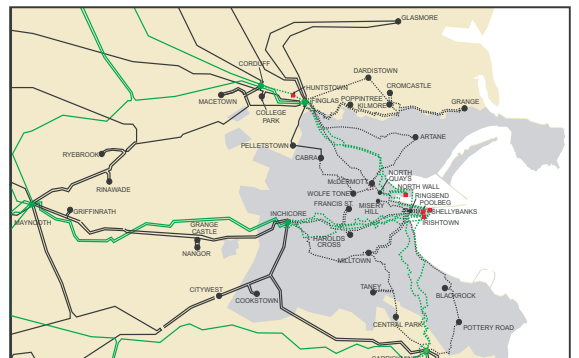 GLASMORE
CORDUFF
DARDISTOWN
HUNTSTOWN
CROMCASTLE
MACETOWN
FINGLAS
POPPINTREE
KILMORE
GRANGE
COLLEGE
PARK
ARTANE
PELLETSTOWN
RYEBROOK
CABRA
NORTH
QUAYS
McDERMOTT
NORTH WALL
RINAWADE
WOLFE TONE
RINGSEND
FRANCIS ST
MISERY
HILL
POOLBEG
GRIFFINRATH
INCHICORE
SHELLYBANKS
MAYNOOTH
IRISHTOWN
GRANGE
CASTLE
HAROLDS
CROSS
NANGOR
MILLTOWN
CITYWEST
TANEY
BLACKROCK
COOKSTOWN
CENTRAL PARK
POTTERY ROAD